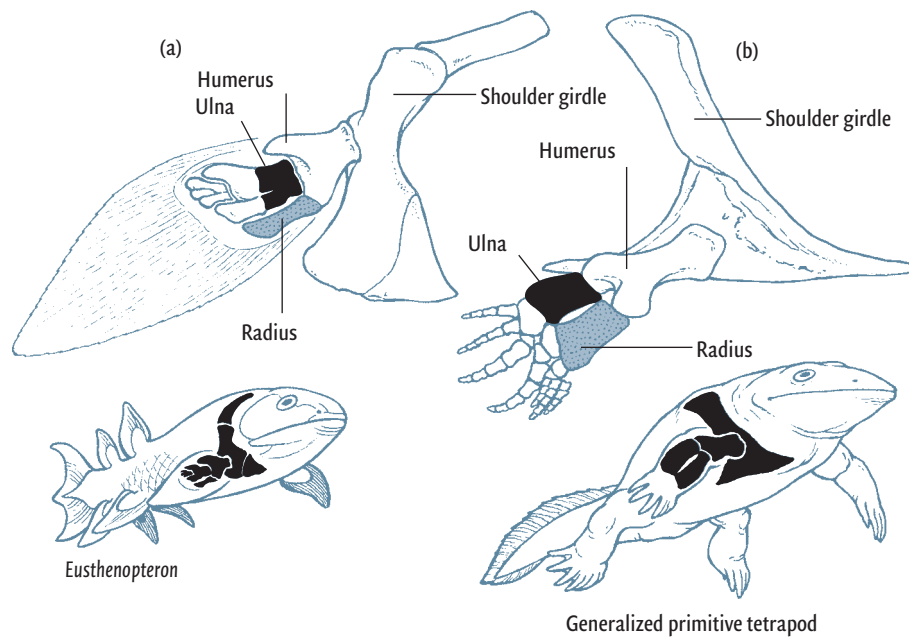 (a)
Humerus
Ulna
Shoulder girdle
Radius
Eusthenopteron
(b)
Shoulder girdle
Humerus
Ulna
Radius
Generalized primitive tetrapod